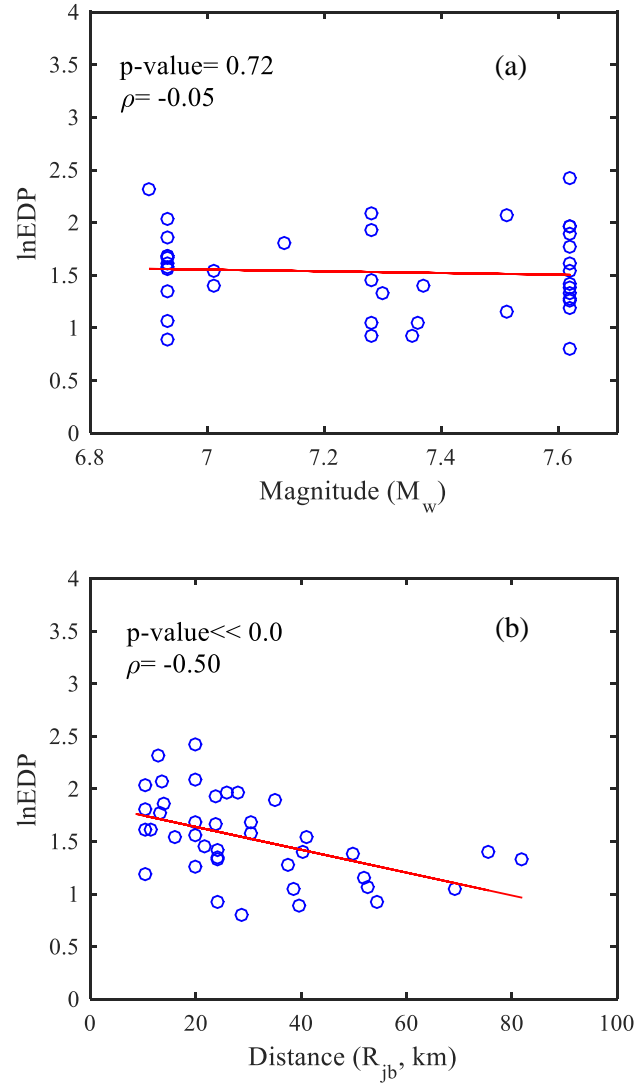 4
3.5
3
2.5
2
1.5
1
0.5
0
lnEDP
p-value= 0.72
ρ= -0.05
(a)
6.8
7
7.2
7.4
7.6
Magnitude (M_w)
4
3.5
3
2.5
2
1.5
1
0.5
0
lnEDP
p-value<< 0.0
ρ= -0.50
(b)
0
20
40
60
80
100
Distance (R_jb, km)